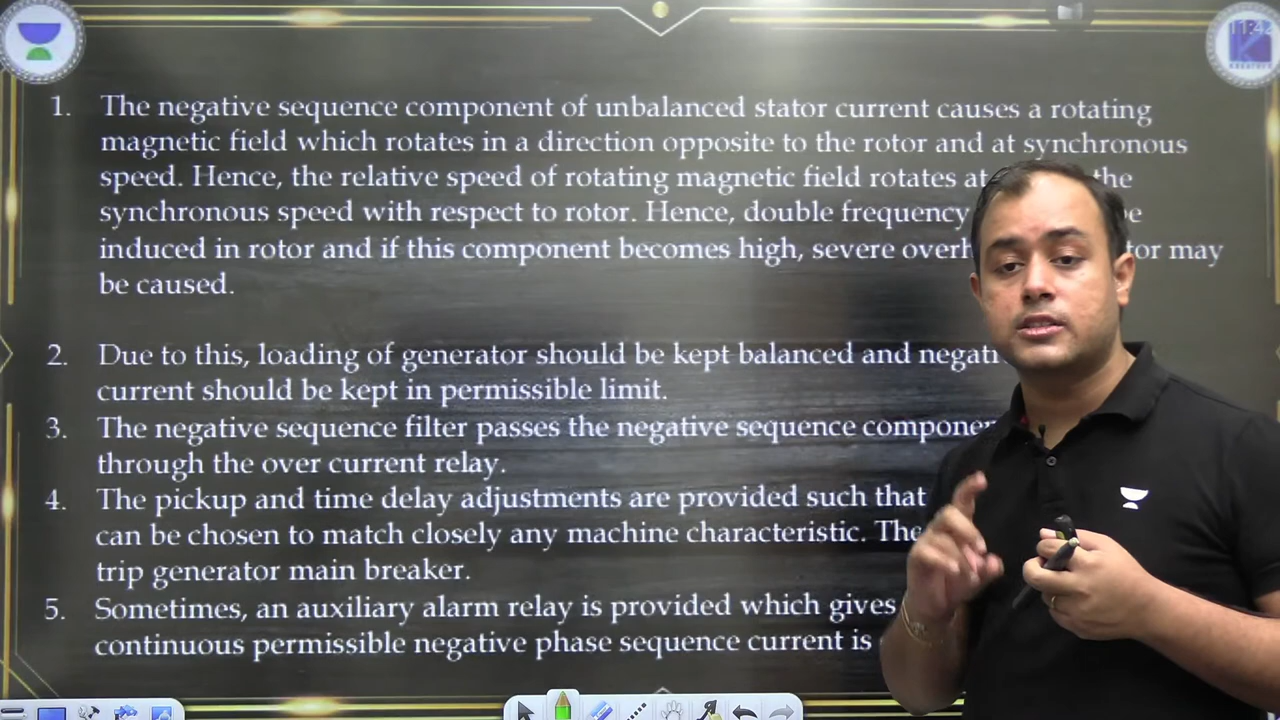 11:42
1. The negative sequence component of unbalanced stator current causes a rotating
magnetic field which rotates in a direction opposite to the rotor and at synchronous
speed. Hence, the relative speed of rotating magnetic field rotates at the
synchronous speed with respect to rotor. Hence, double frequency be
induced in rotor and if this component becomes high, severe overh or may
be caused.
2. Due to this, loading of generator should be kept balanced and negati
current should be kept in permissible limit.
3. The negative sequence filter passes the negative sequence componen
through the over current relay.
4. The pickup and time delay adjustments are provided such that
can be chosen to match closely any machine characteristic. The
trip generator main breaker.
5. Sometimes, an auxiliary alarm relay is provided which gives
continuous permissible negative phase sequence current is